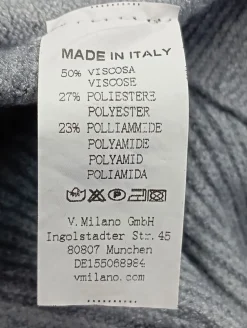 MADE IN ITALY
50% VISCOSA
VISCOSE
27% POLIESTERE
POLYESTER
23% POLLIAMMIDE
POLYAMIDE
POLYAMID
POLIAMIDA
V.Milano GmbH
Ingolstadter Str.45
80807 Munchen
DE155068984
vmilano.com